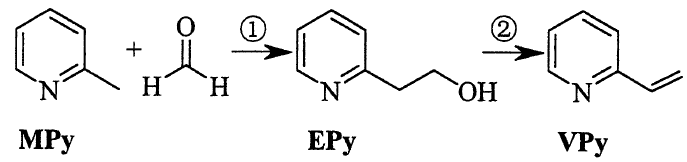 ① ②
O
+
H H
N N OH N
MPy EPy VPy